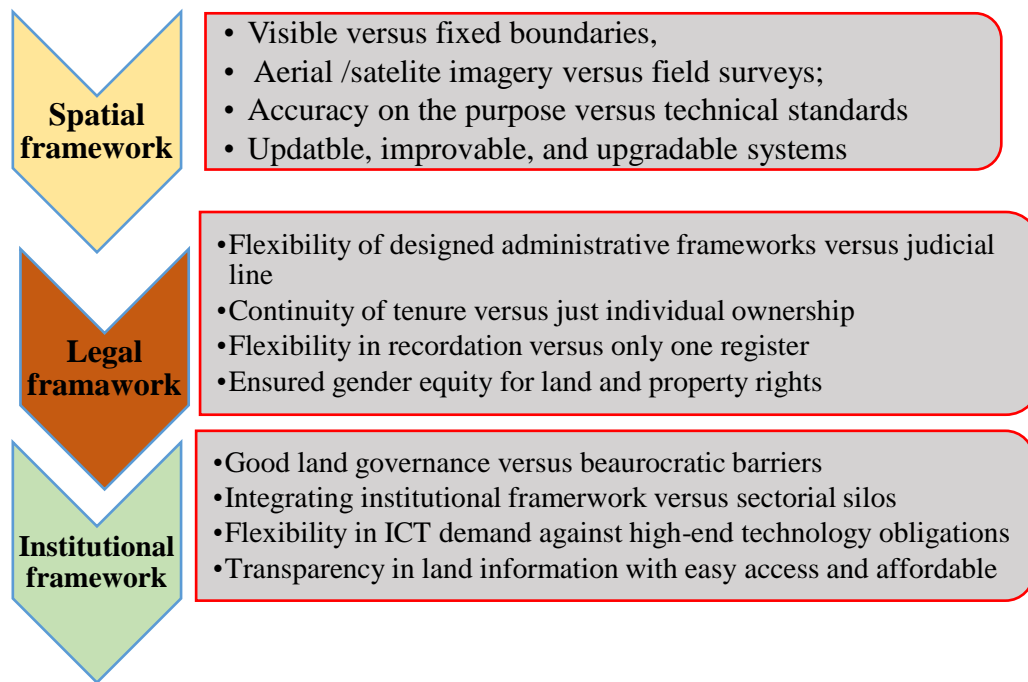 Spatial
framework
• Visible versus fixed boundaries,
• Aerial /satelite imagery versus field surveys;
• Accuracy on the purpose versus technical standards
• Updatble, improvable, and upgradable systems
Legal
framawork
•Flexibility of designed administrative frameworks versus judicial
line
•Continuity of tenure versus just individual ownership
•Flexibility in recordation versus only one register
•Ensured gender equity for land and property rights
Institutional
framework
•Good land governance versus beaurocratic barriers
•Integrating institutional framerwork versus sectorial silos
•Flexibility in ICT demand against high-end technology obligations
•Transparency in land information with easy access and affordable